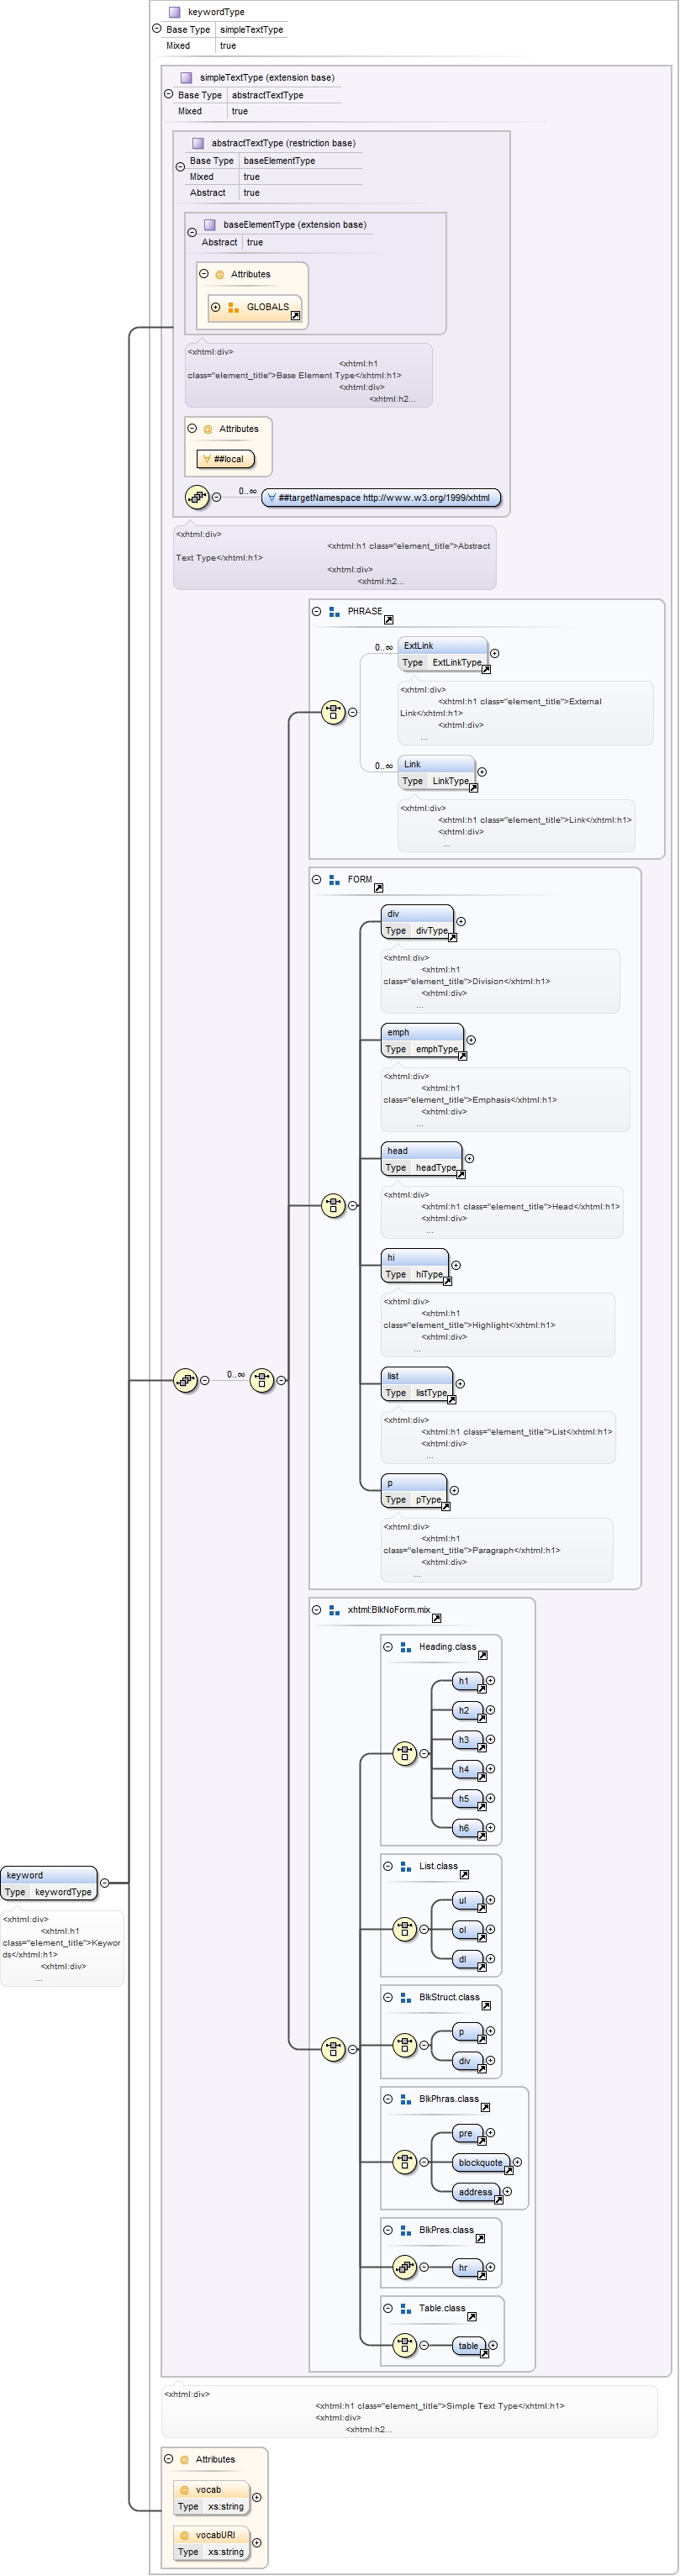 keywordType
Base Type simpleTextType
Mixed true
simpleTextType (extension base)
Base Type abstractTextType
Mixed true
abstractTextType (restriction base)
Base Type baseElementType
Mixed true
Abstract true
baseElementType (extension base)
Abstract true
@ Attributes
GLOBALS
<xhtml:div>
<xhtml:h1
class="element_title">Base Element Type</xhtml:h1>
<xhtml:div>
<xhtml:h2...
@ Attributes
∀ ##local
0..∞ ∀ ##targetNamespace http://www.w3.org/1999/xhtml
<xhtml:div>
<xhtml:h1 class="element_title">Abstract
Text Type</xhtml:h1>
<xhtml:div>
<xhtml:h2...
PHRASE
0..∞ ExtLink
Type ExtLinkType
<xhtml:div>
<xhtml:h1 class="element_title">External
Link</xhtml:h1>
<xhtml:div>
...
0..∞ Link
Type LinkType
<xhtml:div>
<xhtml:h1 class="element_title">Link</xhtml:h1>
<xhtml:div>
...
FORM
div
Type divType
<xhtml:div>
<xhtml:h1
class="element_title">Division</xhtml:h1>
<xhtml:div>
...
emph
Type emphType
<xhtml:div>
<xhtml:h1
class="element_title">Emphasis</xhtml:h1>
<xhtml:div>
...
head
Type headType
<xhtml:div>
<xhtml:h1 class="element_title">Head</xhtml:h1>
<xhtml:div>
...
hi
Type hiType
<xhtml:div>
<xhtml:h1
class="element_title">Highlight</xhtml:h1>
<xhtml:div>
...
0..∞
list
Type listType
<xhtml:div>
<xhtml:h1 class="element_title">List</xhtml:h1>
<xhtml:div>
...
p
Type pType
<xhtml:div>
<xhtml:h1
class="element_title">Paragraph</xhtml:h1>
<xhtml:div>
...
xhtml:BlkNoForm.mix
Heading.class
h1
h2
h3
h4
h5
h6
keyword
Type keywordType
<xhtml:div>
<xhtml:h1
class="element_title">Keywor
ds</xhtml:h1>
<xhtml:div>
...
List.class
ul
ol
dl
BlkStruct.class
p
div
BlkPhras.class
pre
blockquote
address
BlkPres.class
hr
Table.class
table
<xhtml:div>
<xhtml:h1 class="element_title">Simple Text Type</xhtml:h1>
<xhtml:div>
<xhtml:h2...
@ Attributes
@ vocab
Type xs:string
@ vocabURI
Type xs:string